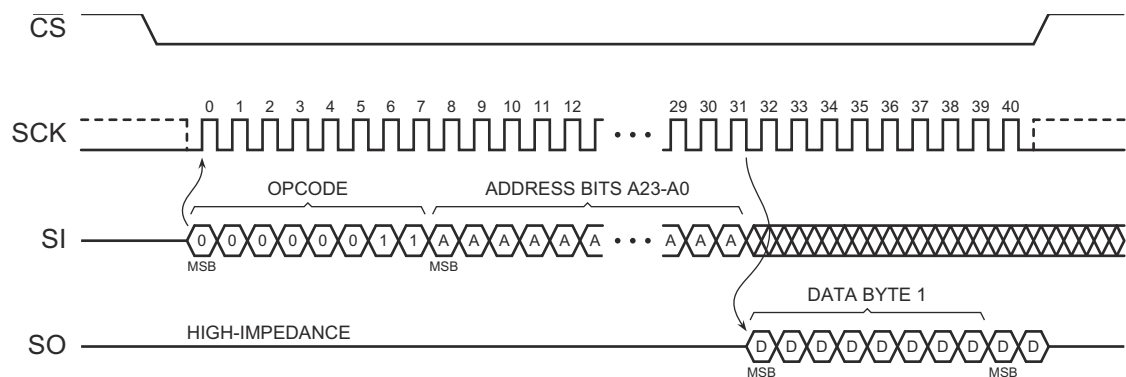 CS
SCK
0 1 2 3 4 5 6 7 8 9 10 11 12 29 30 31 32 33 34 35 36 37 38 39 40
OPCODE ADDRESS BITS A23-A0
SI
0 0 0 0 0 0 1 1 A A A A A A A A A
MSB MSB
DATA BYTE 1
SO
HIGH-IMPEDANCE
D D D D D D D D D D
MSB MSB